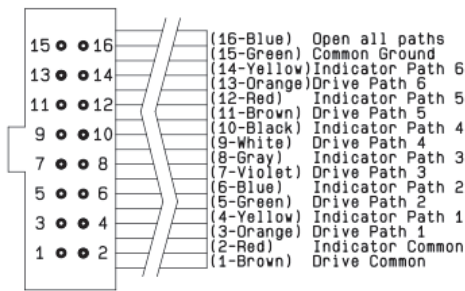 15 16
13 14
11 12
9 10
7 8
5 6
3 4
1 2
(16-Blue) Open all paths
(15-Green) Common Ground
(14-Yellow)Indicator Path 6
(13-Orange)Drive Path 6
(12-Red) Indicator Path 5
(11-Brown) Drive Path 5
(10-Black) Indicator Path 4
(9-White) Drive Path 4
(8-Gray) Indicator Path 3
(7-Violet) Drive Path 3
(6-Blue) Indicator Path 2
(5-Green) Drive Path 2
(4-Yellow) Indicator Path 1
(3-Orange) Drive Path 1
(2-Red) Indicator Common
(1-Brown) Drive Common